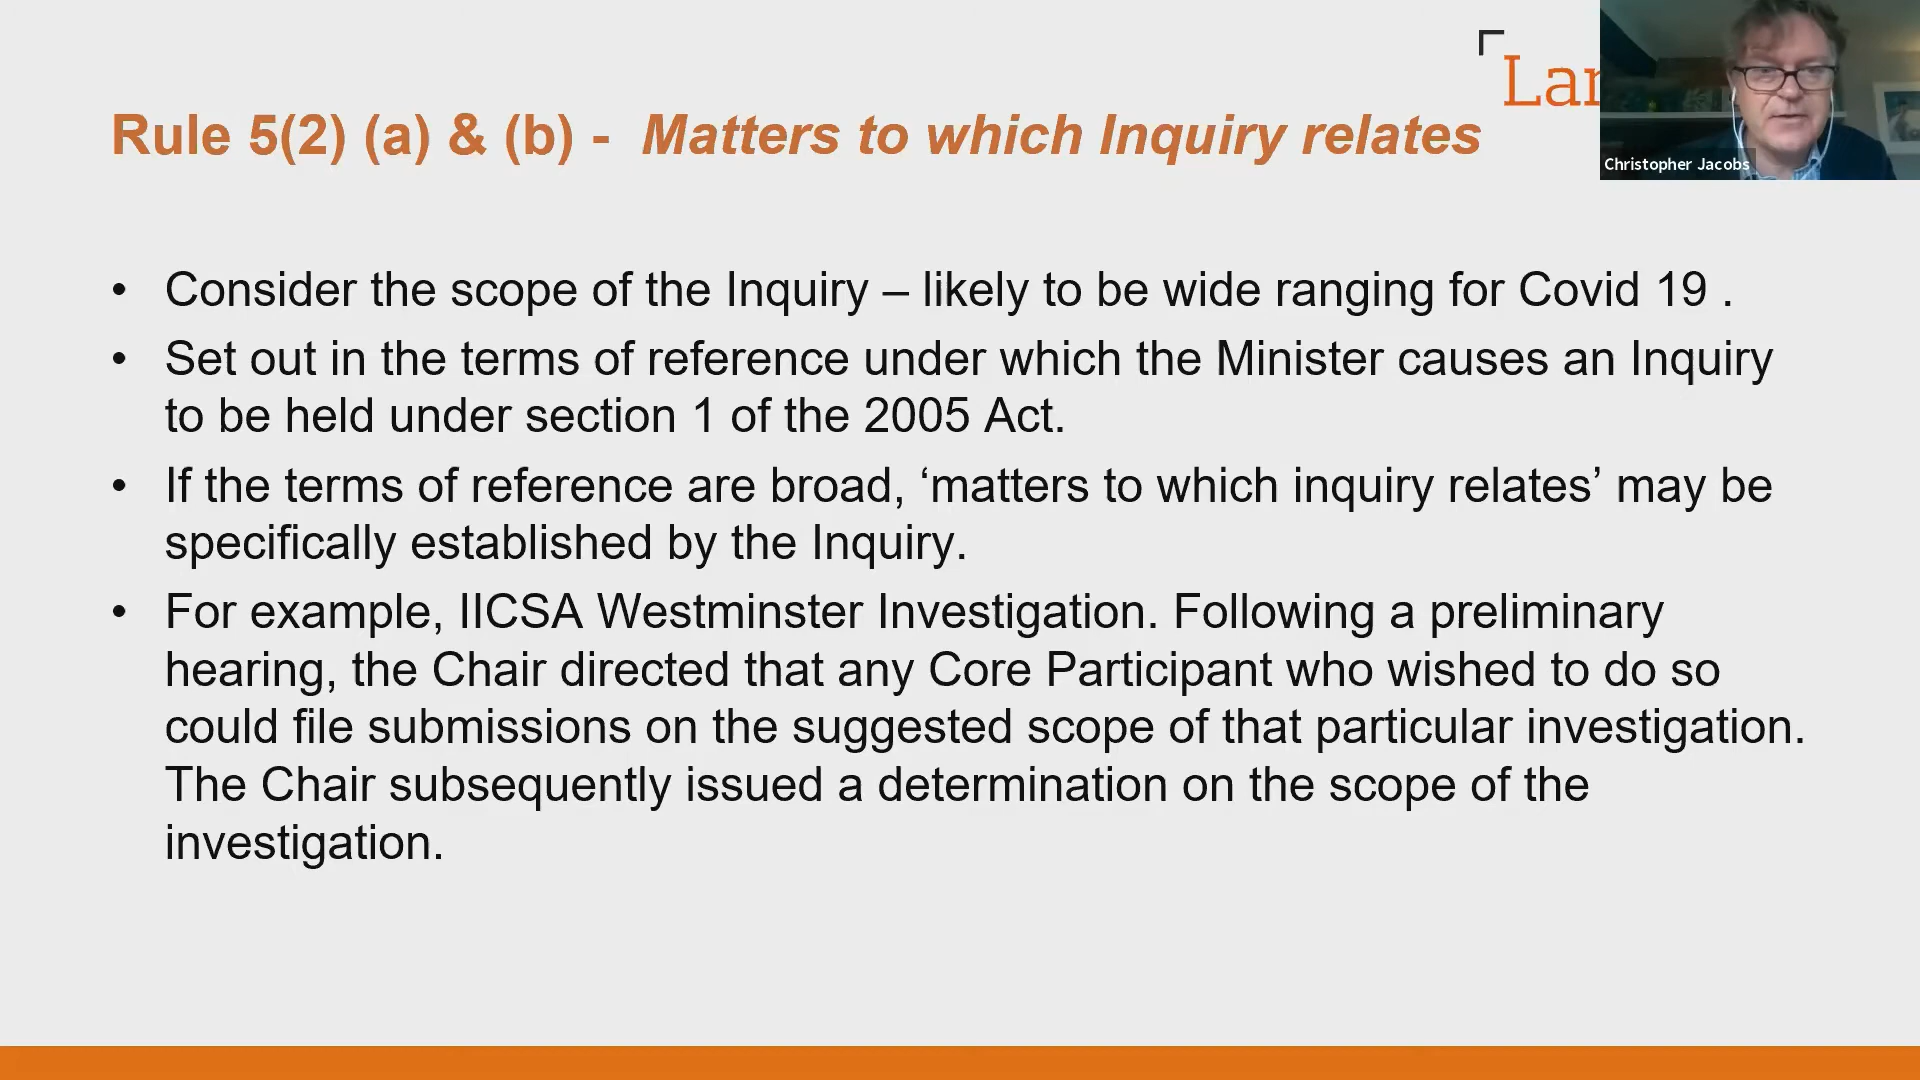 Lar
Christopher Jacobs
Rule 5(2) (a) & (b) - Matters to which Inquiry relates
• Consider the scope of the Inquiry – likely to be wide ranging for Covid 19 .
• Set out in the terms of reference under which the Minister causes an Inquiry
to be held under section 1 of the 2005 Act.
• If the terms of reference are broad, ‘matters to which inquiry relates’ may be
specifically established by the Inquiry.
• For example, IICSA Westminster Investigation. Following a preliminary
hearing, the Chair directed that any Core Participant who wished to do so
could file submissions on the suggested scope of that particular investigation.
The Chair subsequently issued a determination on the scope of the
investigation.